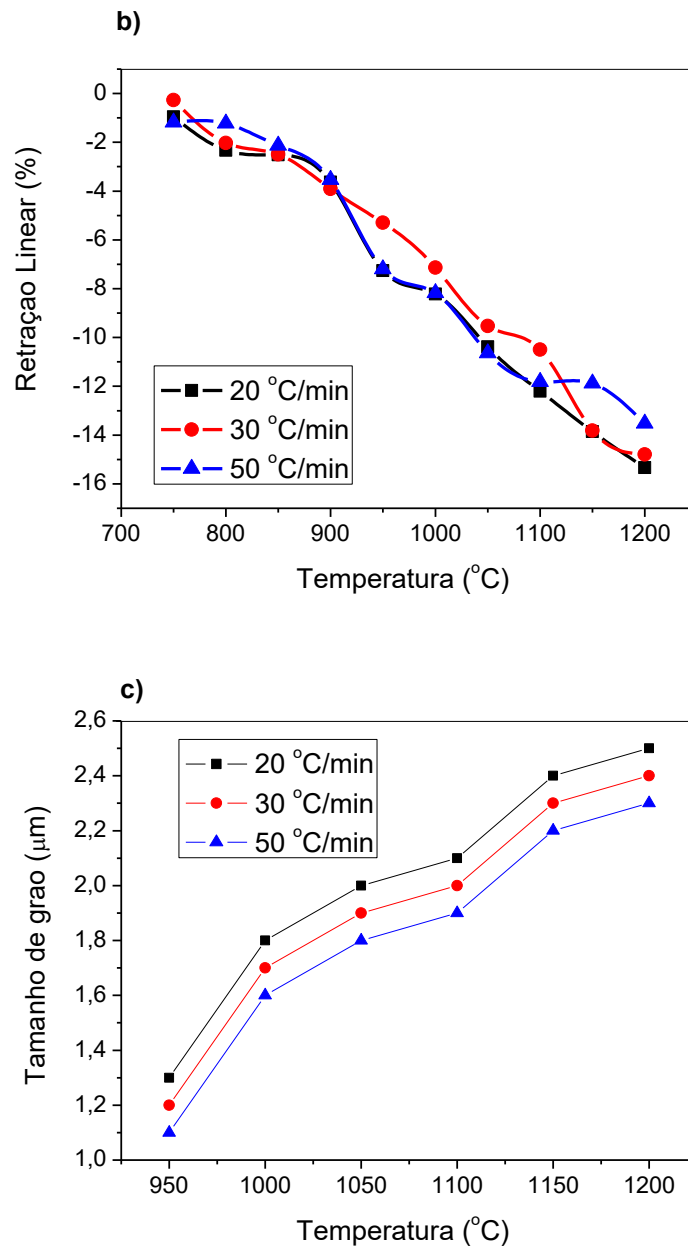 b)
0
-2
-4
-6
-8
-10
-12
-14
-16
Retraçao Linear (%)
20 °C/min
30 °C/min
50 °C/min
700 800 900 1000 1100 1200
Temperatura (°C)
c)
2,6
2,4
2,2
2,0
1,8
1,6
1,4
1,2
1,0
Tamanho de grao (μm)
20 °C/min
30 °C/min
50 °C/min
950 1000 1050 1100 1150 1200
Temperatura (°C)